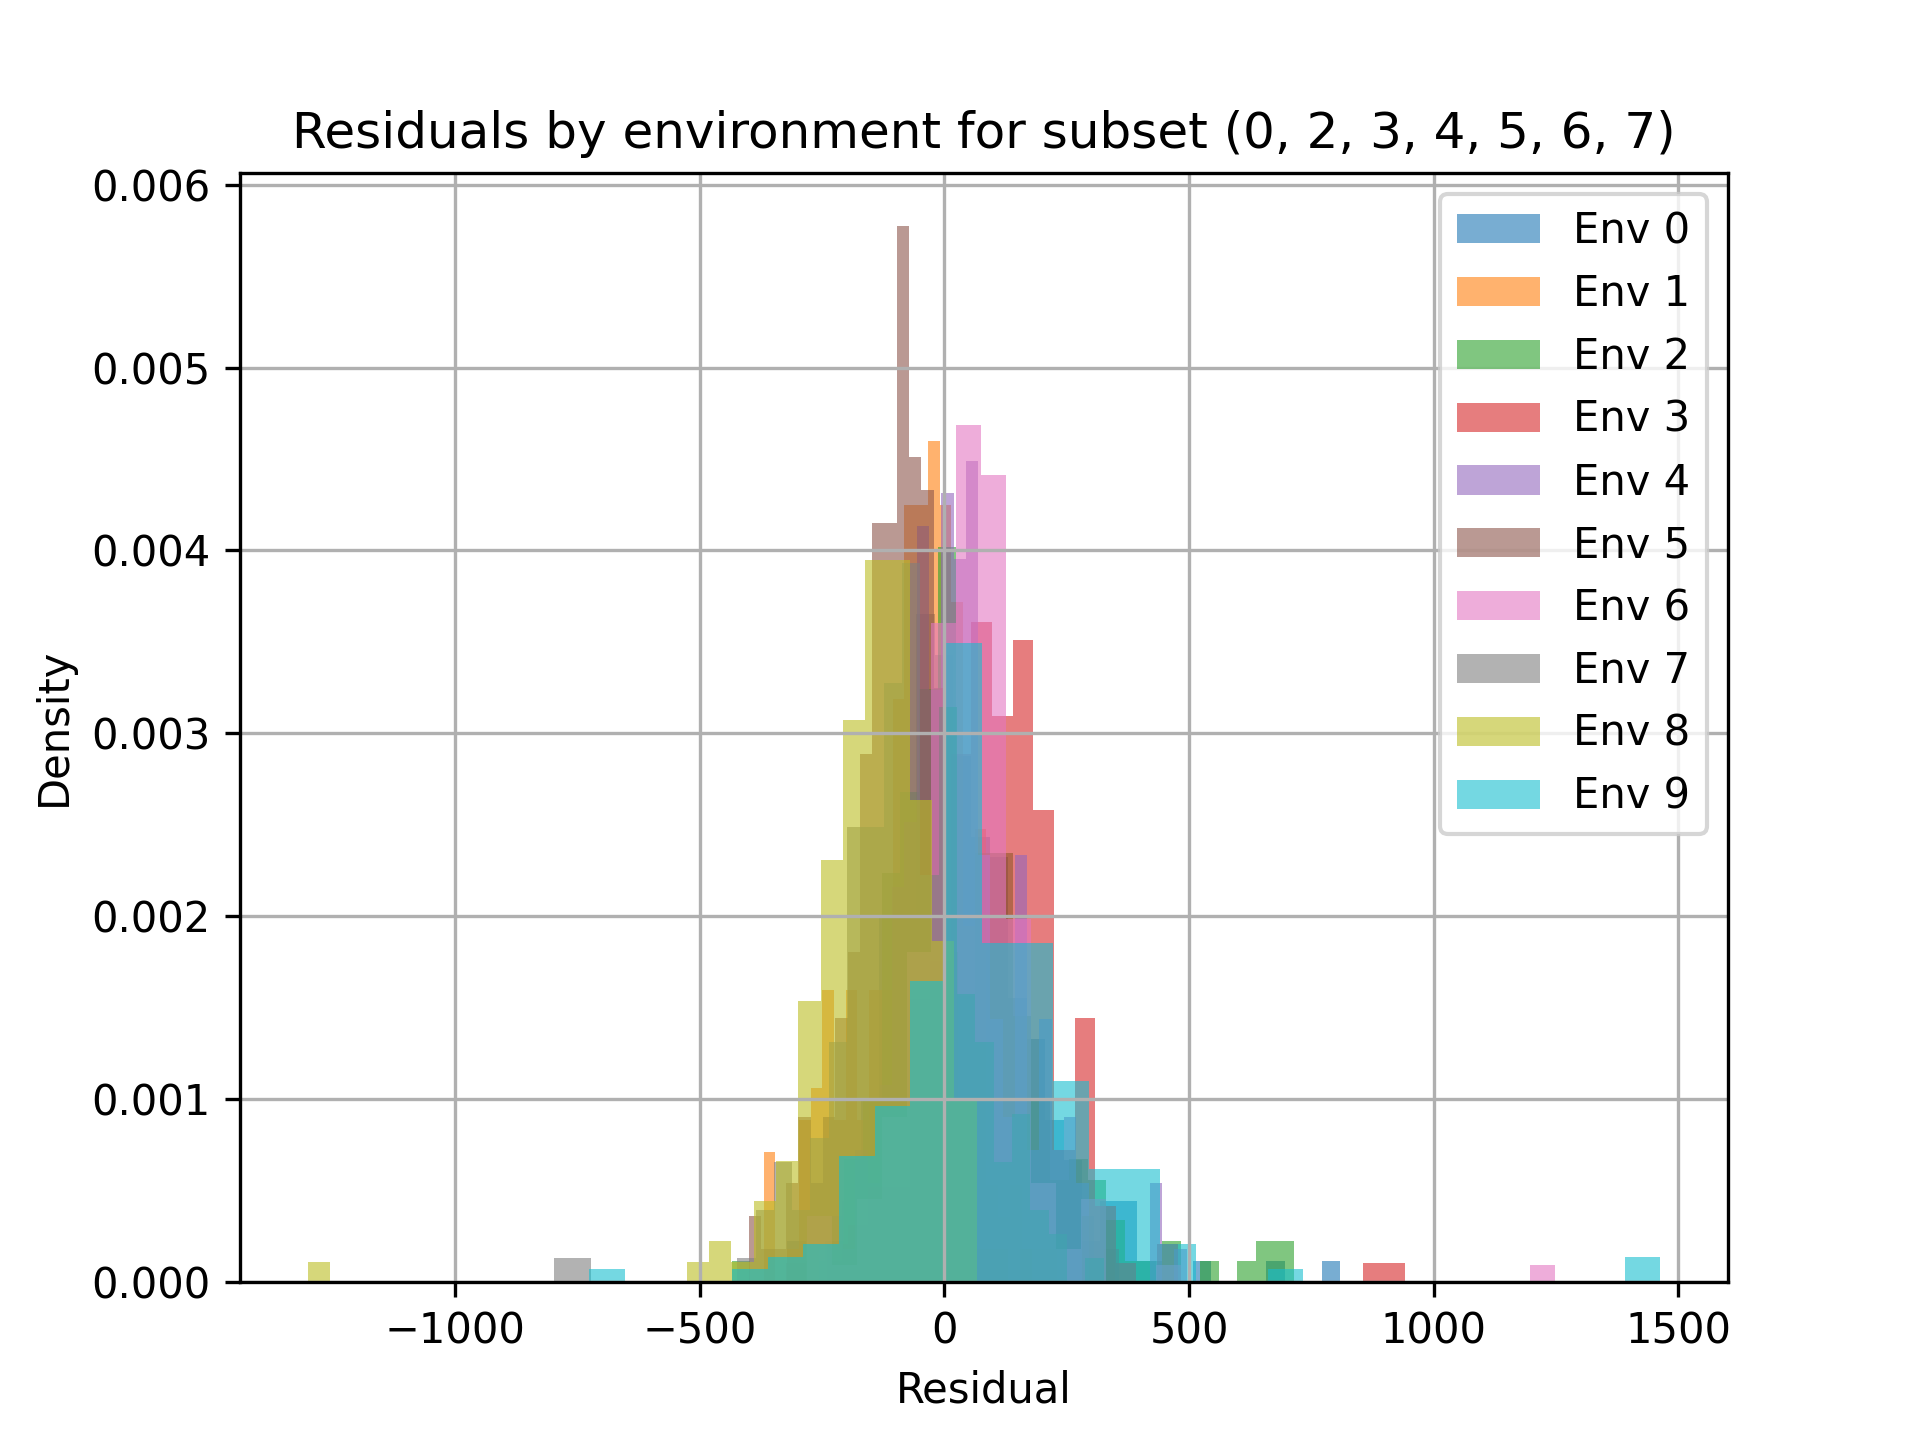 Residuals by environment for subset (0, 2, 3, 4, 5, 6, 7)
0.006
0.005
0.004
0.003
0.002
0.001
0.000
Density
Env 0
Env 1
Env 2
Env 3
Env 4
Env 5
Env 6
Env 7
Env 8
Env 9
−1000 −500 0 500 1000 1500
Residual